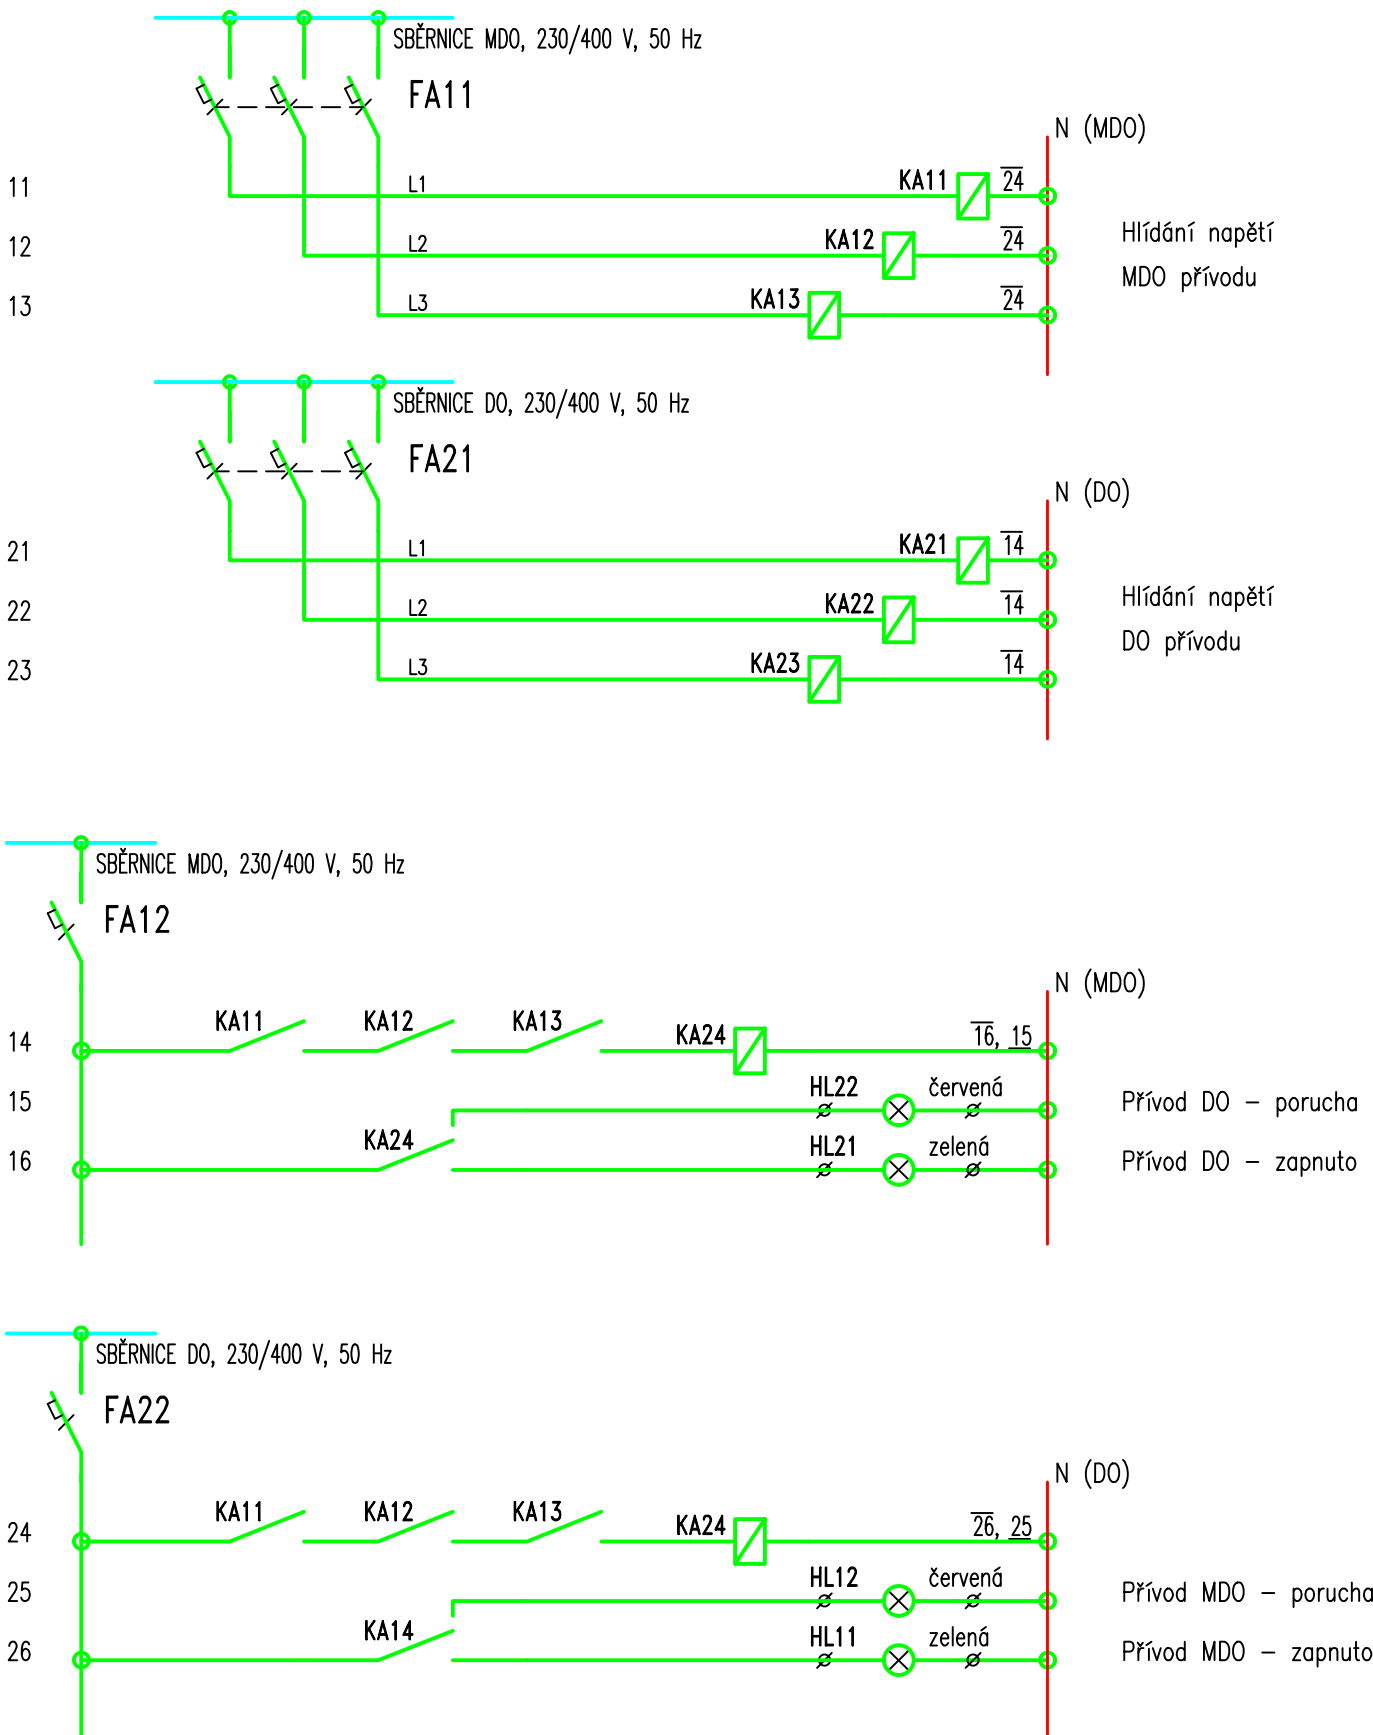 SBĚRNICE MDO, 230/400 V, 50 Hz
FA11
N (MDO)
11 L1 KA11 24
12 L2 KA12 24
13 L3 KA13 24
Hlídání napětí
MDO přívodu
SBĚRNICE DO, 230/400 V, 50 Hz
FA21
N (DO)
21 L1 KA21 14
22 L2 KA22 14
23 L3 KA23 14
Hlídání napětí
DO přívodu
SBĚRNICE MDO, 230/400 V, 50 Hz
FA12
N (MDO)
14 KA11 KA12 KA13 KA24 16, 15
15 HL22 červená Přívod DO – porucha
KA24
16 HL21 zelená Přívod DO – zapnuto
SBĚRNICE DO, 230/400 V, 50 Hz
FA22
N (DO)
24 KA11 KA12 KA13 KA24 26, 25
25 HL12 červená Přívod MDO – porucha
KA14
26 HL11 zelená Přívod MDO – zapnuto